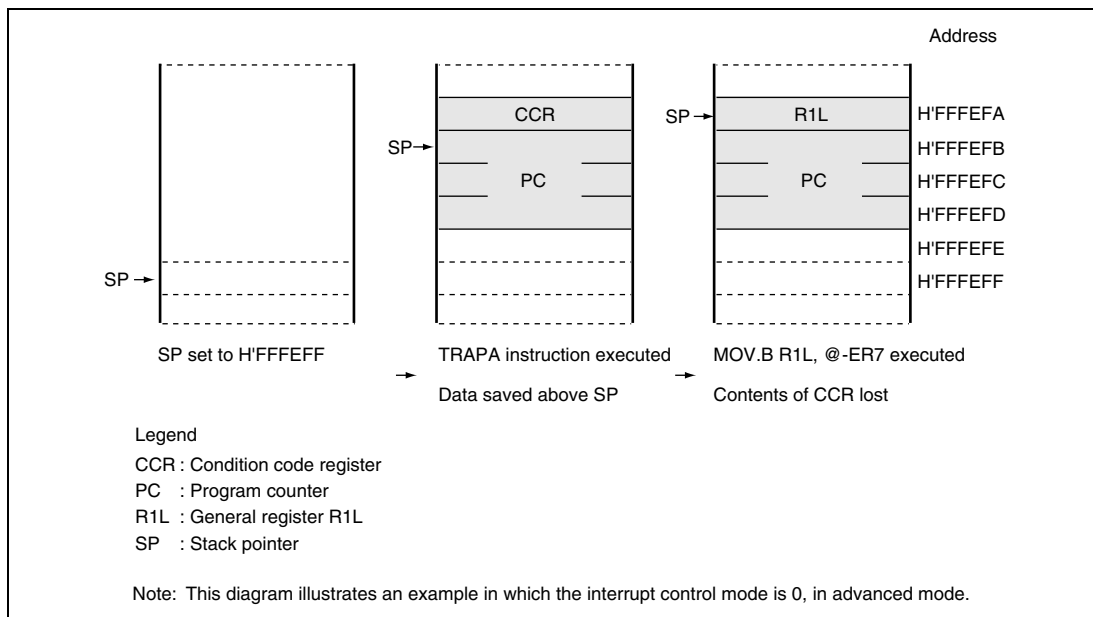 Address
CCR
SP
R1L
H'FFFEFA
SP
H'FFFEFB
PC
PC
H'FFFEFC
H'FFFEFD
H'FFFEFE
SP
H'FFFEFF
SP set to H'FFFEFF
TRAPA instruction executed
MOV.B R1L, @-ER7 executed
Data saved above SP
Contents of CCR lost
Legend
CCR : Condition code register
PC : Program counter
R1L : General register R1L
SP : Stack pointer
Note: This diagram illustrates an example in which the interrupt control mode is 0, in advanced mode.